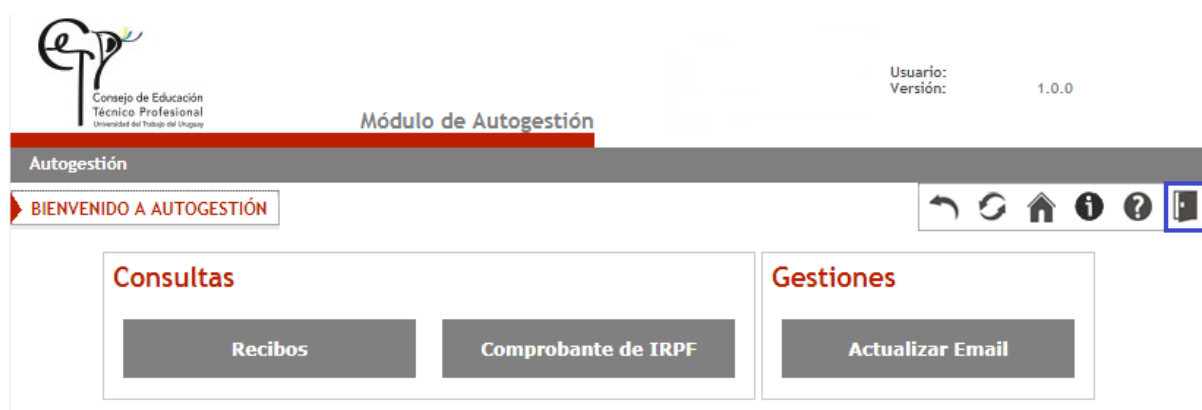 CETP
Consejo de Educación
Técnico Profesional
Universidad del Trabajo del Uruguay
Módulo de Autogestión
Usuario:
Versión: 1.0.0
Autogestión
BIENVENIDO A AUTOGESTIÓN
Consultas
Recibos
Comprobante de IRPF
Gestiones
Actualizar Email